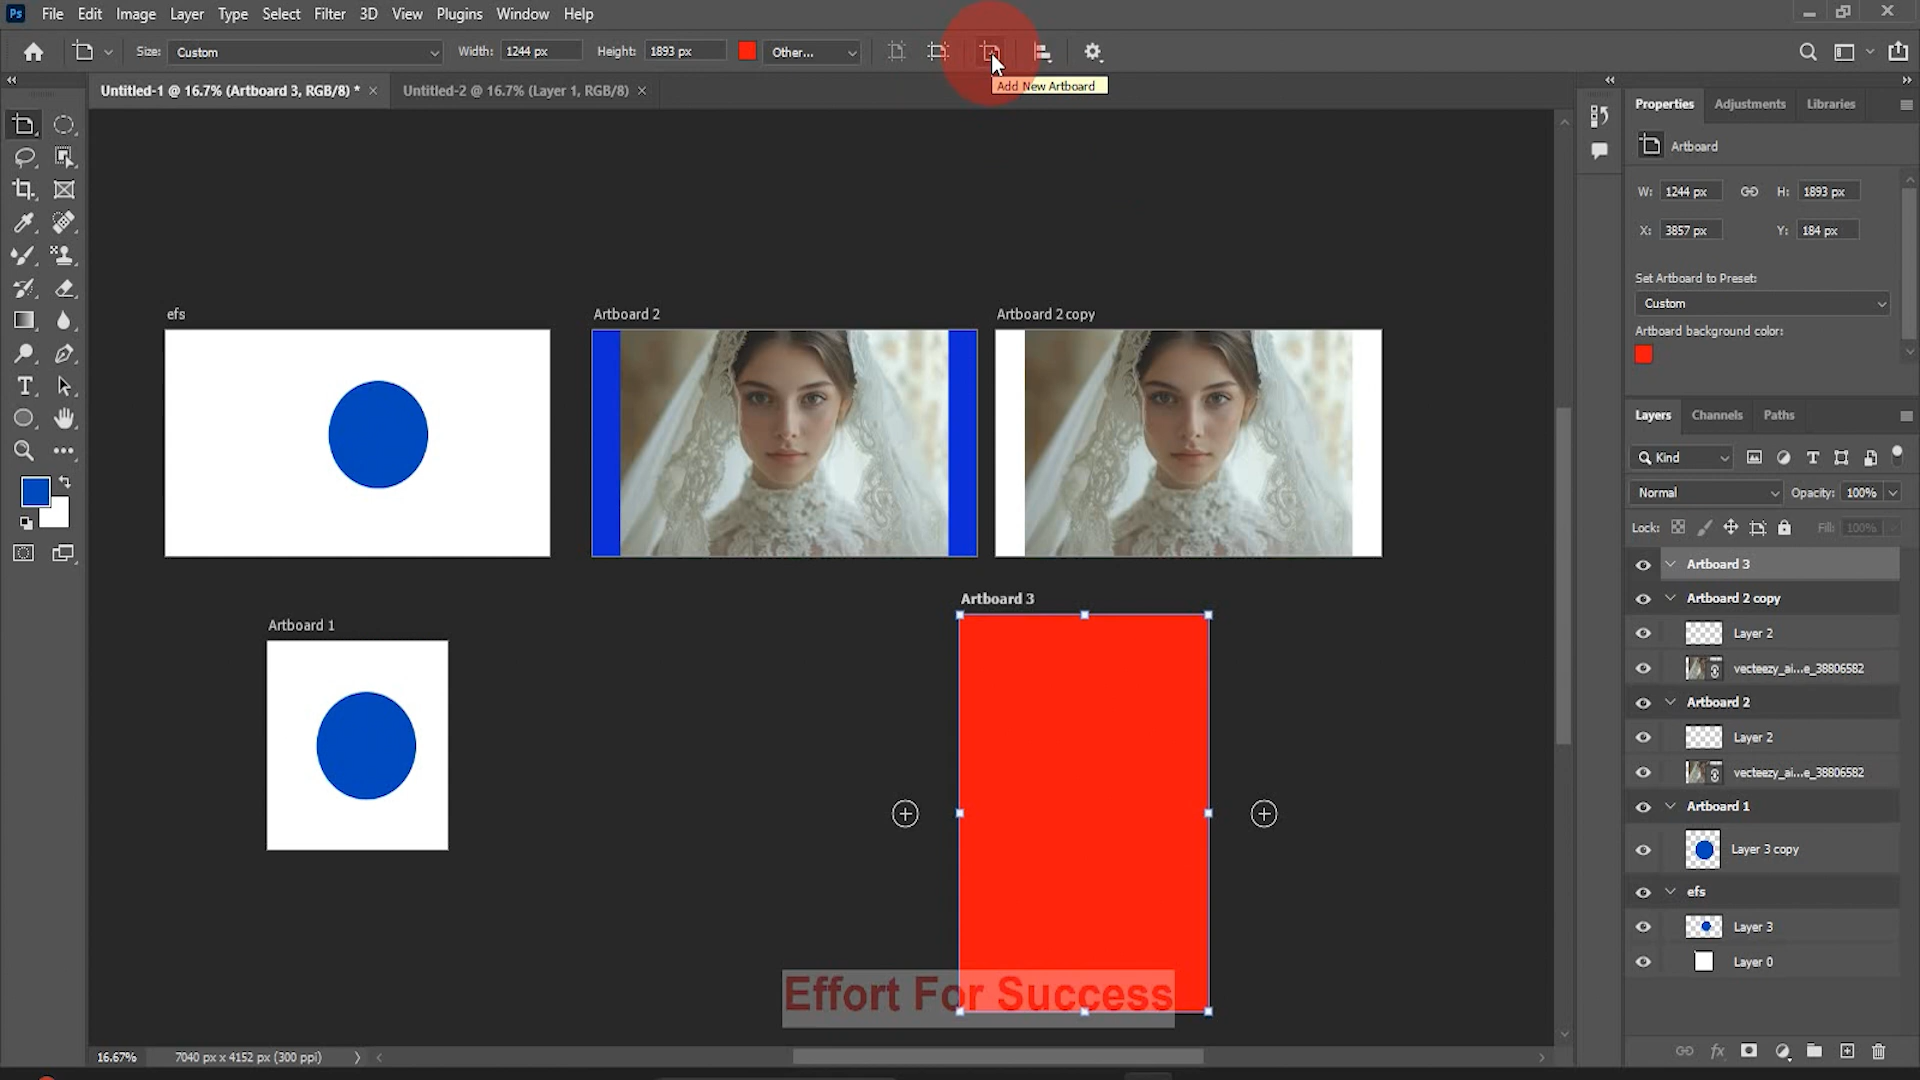 Ps File Edit Image Layer Type Select Filter 3D View Plugins Window Help
Size: Custom Width: 1244 px Height: 1893 px Other...
Add New Artboard
Untitled-1 @ 16.7% (Artboard 3, RGB/8) * × Untitled-2 @ 16.7% (Layer 1, RGB/8) ×
efs
Artboard 2
Artboard 2 copy
Artboard 1
Artboard 3
Effort For Success
16.67% 7040 px x 4152 px (300 ppi)
Properties Adjustments Libraries
Artboard
W: 1244 px H: 1893 px
X: 3857 px Y: 184 px
Set Artboard to Preset:
Custom
Artboard background color:
Layers Channels Paths
Kind
Normal Opacity: 100%
Lock: Fill: 100%
Artboard 3
Artboard 2 copy
Layer 2
vecteezy_ai...e_38806582
Artboard 2
Layer 2
vecteezy_ai...e_38806582
Artboard 1
Layer 3 copy
efs
Layer 3
Layer 0
fx